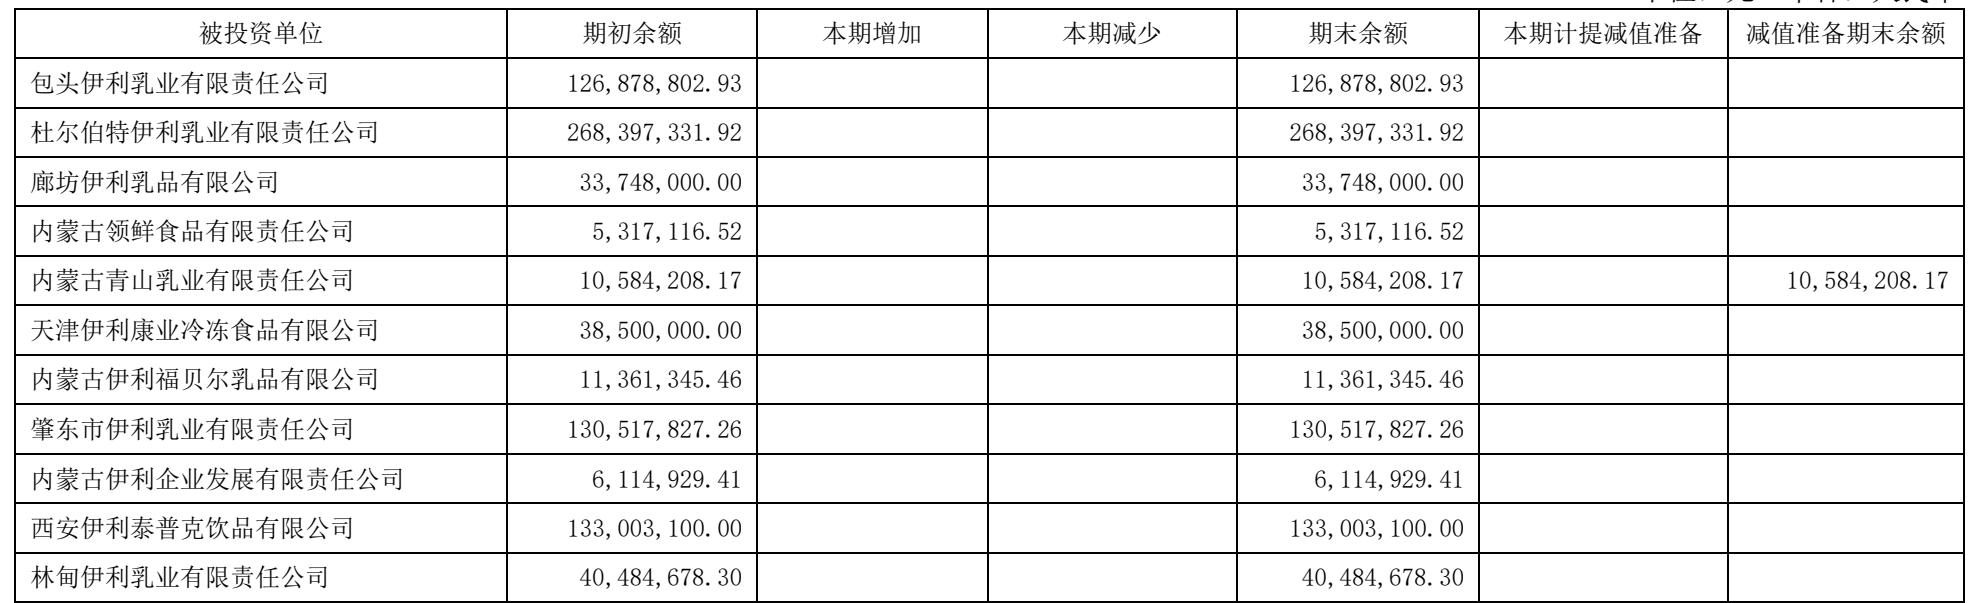 被投资单位 期初余额 本期增加 本期减少 期末余额 本期计提减值准备 减值准备期末余额
包头伊利乳业有限责任公司 126,878,802.93 126,878,802.93
杜尔伯特伊利乳业有限责任公司 268,397,331.92 268,397,331.92
廊坊伊利乳品有限公司 33,748,000.00 33,748,000.00
内蒙古领鲜食品有限责任公司 5,317,116.52 5,317,116.52
内蒙古青山乳业有限责任公司 10,584,208.17 10,584,208.17 10,584,208.17
天津伊利康业冷冻食品有限公司 38,500,000.00 38,500,000.00
内蒙古伊利福贝尔乳品有限公司 11,361,345.46 11,361,345.46
肇东市伊利乳业有限责任公司 130,517,827.26 130,517,827.26
内蒙古伊利企业发展有限责任公司 6,114,929.41 6,114,929.41
西安伊利泰普克饮品有限公司 133,003,100.00 133,003,100.00
林甸伊利乳业有限责任公司 40,484,678.30 40,484,678.30